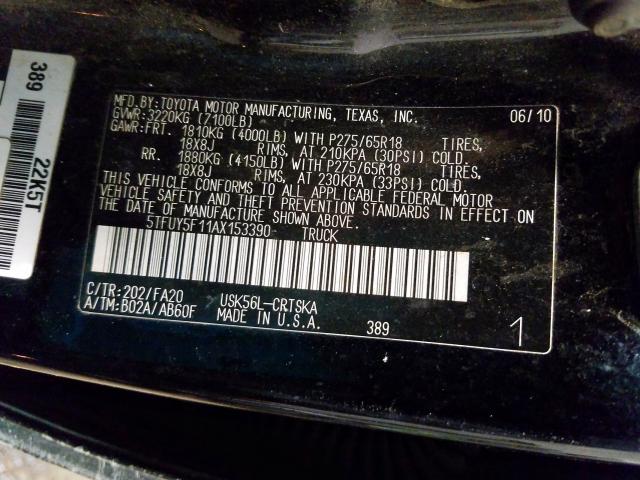 MFD.BY:TOYOTA MOTOR MANUFACTURING, TEXAS, INC. 06/10
GVWR:3220KG (7100LB)
GAWR:FRT. 1810KG (4000LB) WITH P275/65R18 TIRES,
18X8J RIMS, AT 210KPA (30PSI) COLD.
RR. 1880KG (4150LB) WITH P275/65R18 TIRES,
18X8J RIMS, AT 230KPA (33PSI) COLD.
THIS VEHICLE CONFORMS TO ALL APPLICABLE FEDERAL MOTOR
VEHICLE SAFETY AND THEFT PREVENTION STANDARDS IN EFFECT ON
THE DATE OF MANUFACTURE SHOWN ABOVE.
5TFUY5F11AX153390 TRUCK
C/TR:202/FA20 USK56L-CRTSKA
A/TM:B02A/AB60F MADE IN U.S.A. 389 1
389
22K5T